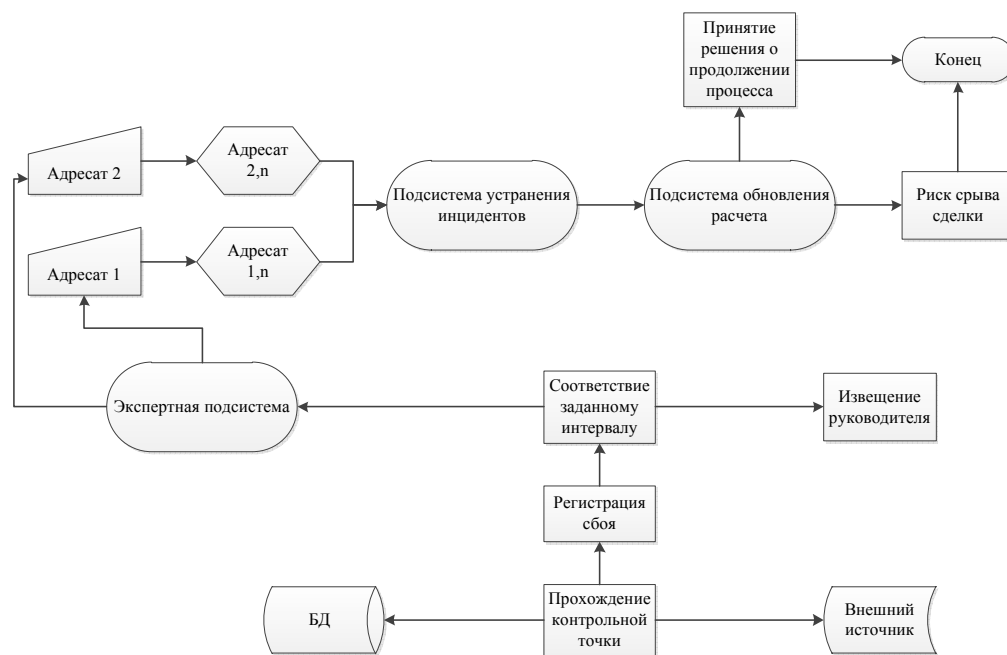 Принятие
решения о
продолжении
процесса
Конец
Адресат 2
Адресат
2,n
Подсистема устранения
инцидентов
Подсистема обновления
расчета
Риск срыва
сделки
Адресат 1
Адресат
1,n
Экспертная подсистема
Соответствие
заданному
интервалу
Извещение
руководителя
Регистрация
сбоя
БД
Прохождение
контрольной
точки
Внешний
источник